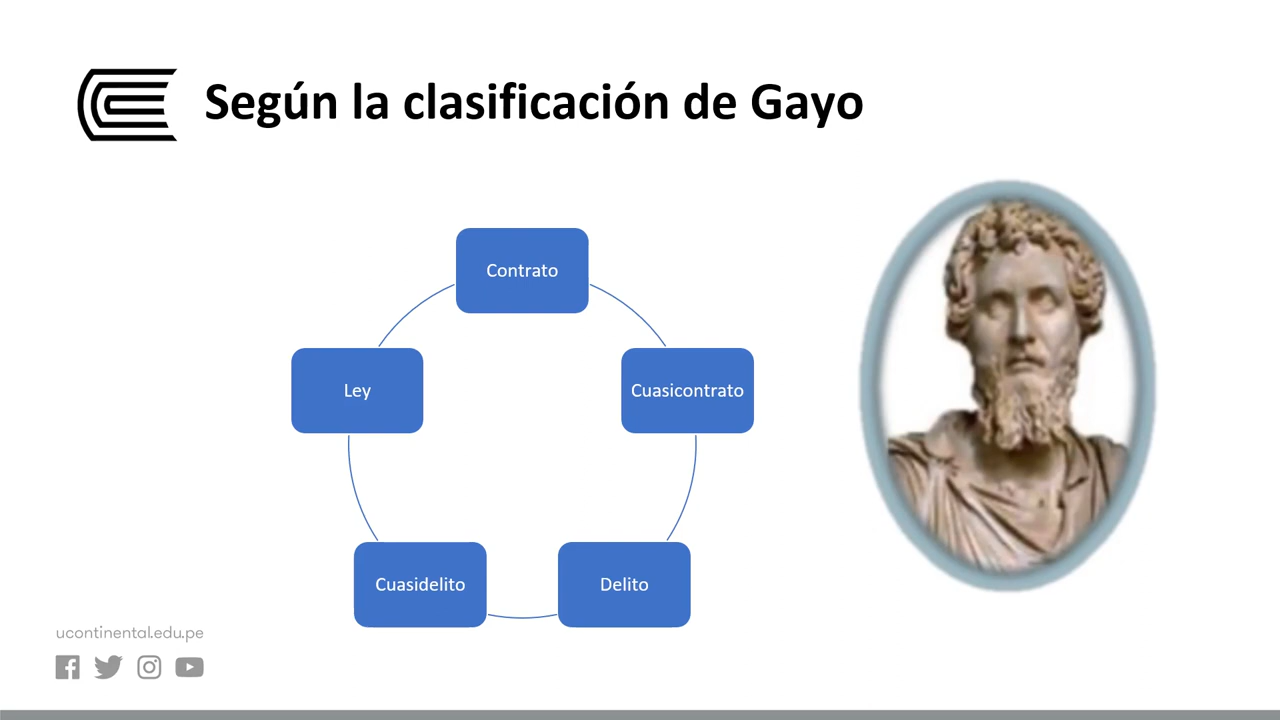 Según la clasificación de Gayo
Contrato
Cuasicontrato
Delito
Cuasidelito
Ley
ucontinental.edu.pe